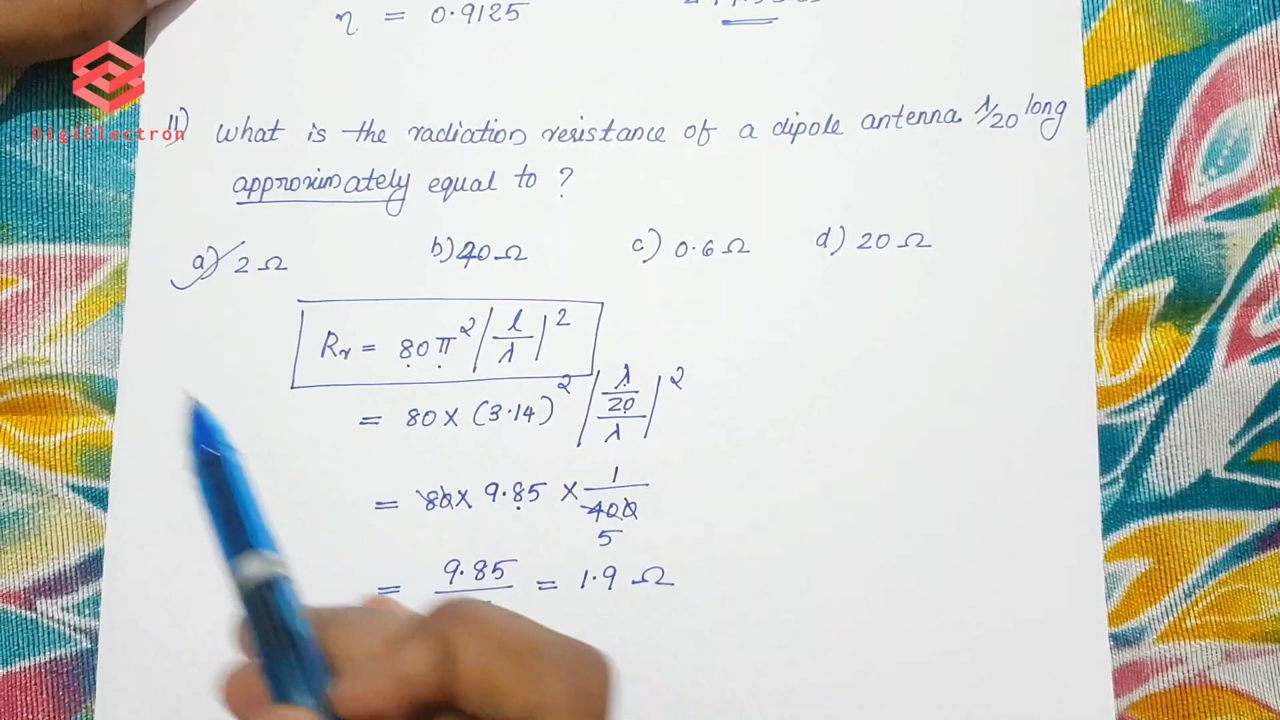 η = 0.9125
DigiElectron
11) What is the radiation resistance of a dipole antenna λ/20 long
approximately equal to ?
a) 2 Ω b) 40 Ω c) 0.6 Ω d) 20 Ω
Rr = 80 π² |l/λ|²
= 80 × (3.14)² |λ/20/λ|²
= 80 × 9.85 × 1/400 5
= 9.85 = 1.9 Ω